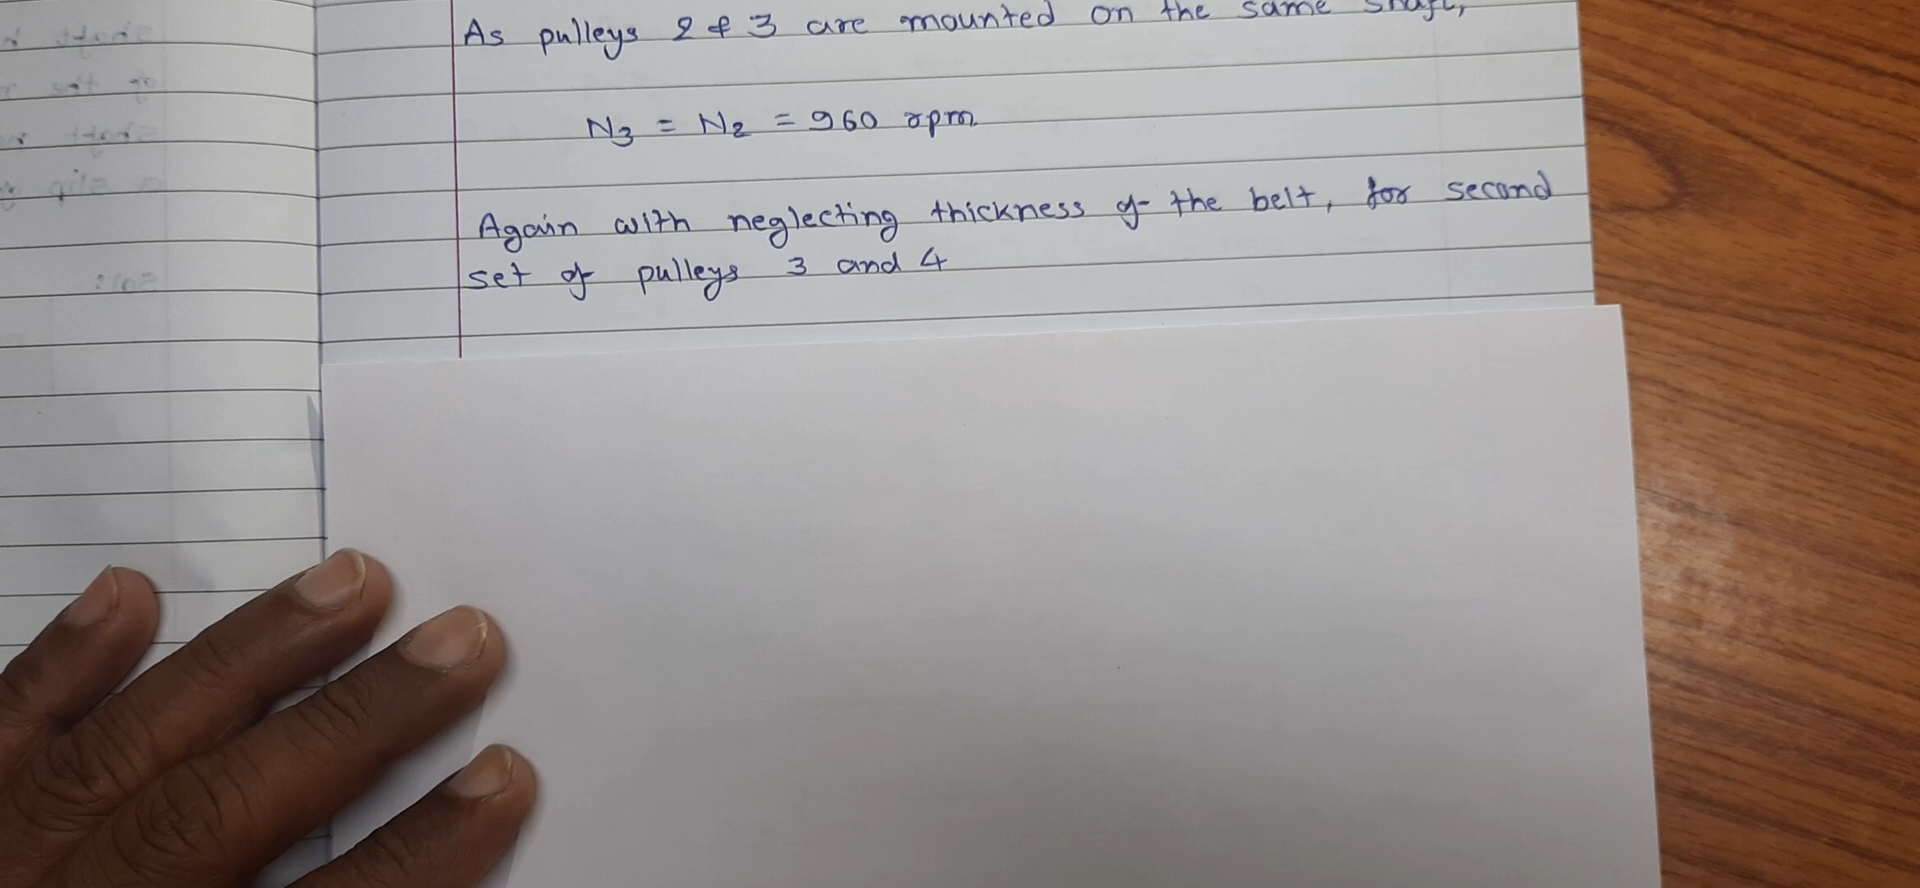 As pulleys 2 & 3 are mounted on the same shaft,
N3 = N2 = 960 rpm
Again with neglecting thickness of the belt, for second
set of pulleys 3 and 4